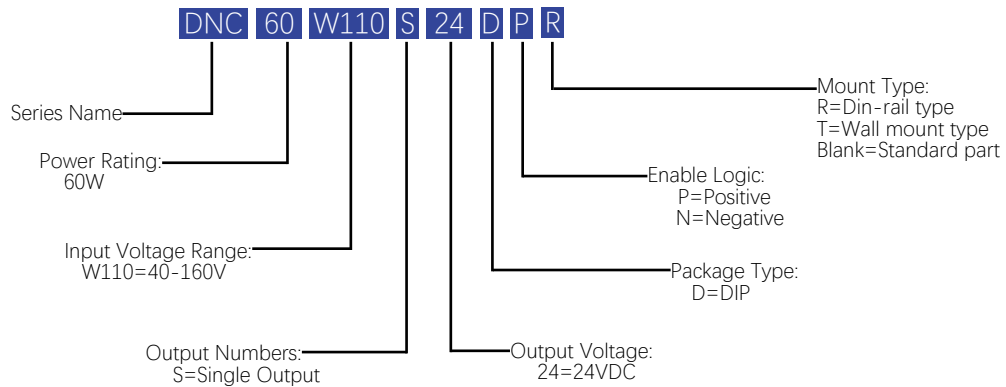 DNC 60 W110 S 24 D P R
Series Name
Power Rating:
60W
Input Voltage Range:
W110=40-160V
Output Numbers:
S=Single Output
Output Voltage:
24=24VDC
Package Type:
D=DIP
Enable Logic:
P=Positive
N=Negative
Mount Type:
R=Din-rail type
T=Wall mount type
Blank=Standard part